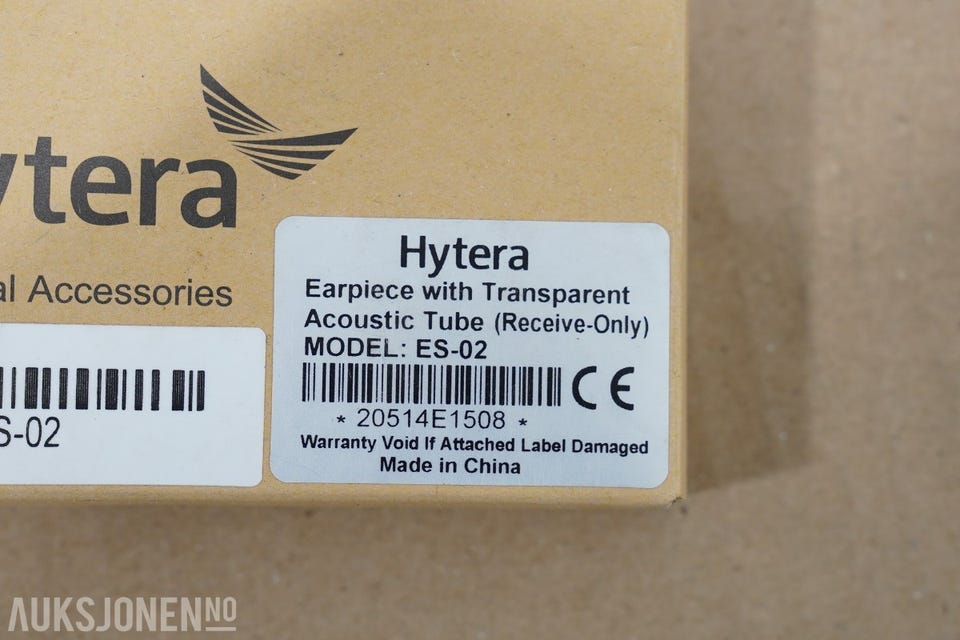 ytera
al Accessories
S-02
Hytera
Earpiece with Transparent
Acoustic Tube (Receive-Only)
MODEL: ES-02
CE
* 20514E1508 *
Warranty Void If Attached Label Damaged
Made in China
AUKSJONEN NO